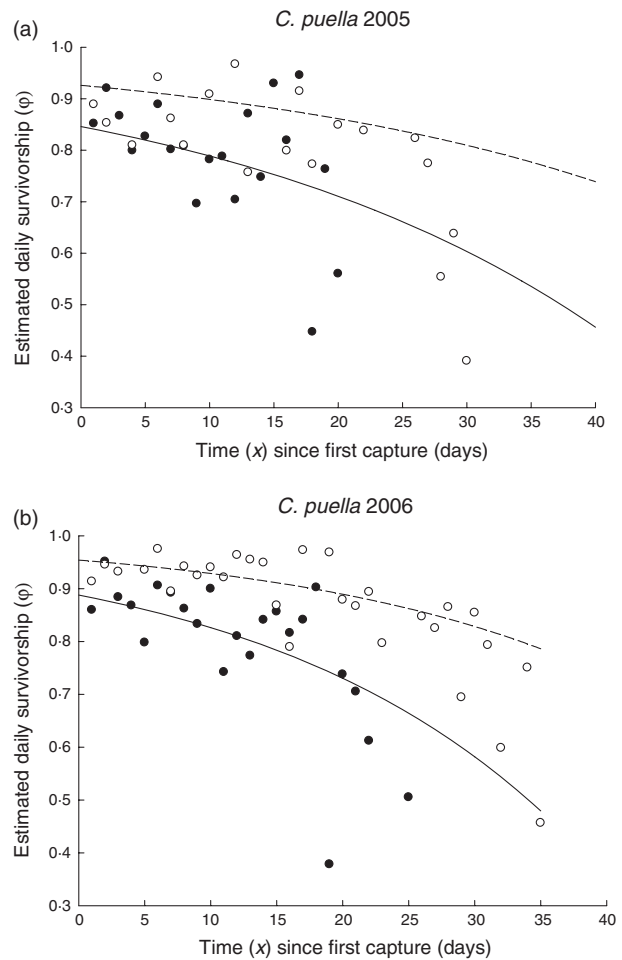 (a)
C. puella 2005
1·0
0·9
0·8
0·7
0·6
0·5
0·4
0·3
Estimated daily survivorship (φ)
0 5 10 15 20 25 30 35 40
Time (x) since first capture (days)
(b)
C. puella 2006
1·0
0·9
0·8
0·7
0·6
0·5
0·4
0·3
Estimated daily survivorship (φ)
0 5 10 15 20 25 30 35 40
Time (x) since first capture (days)